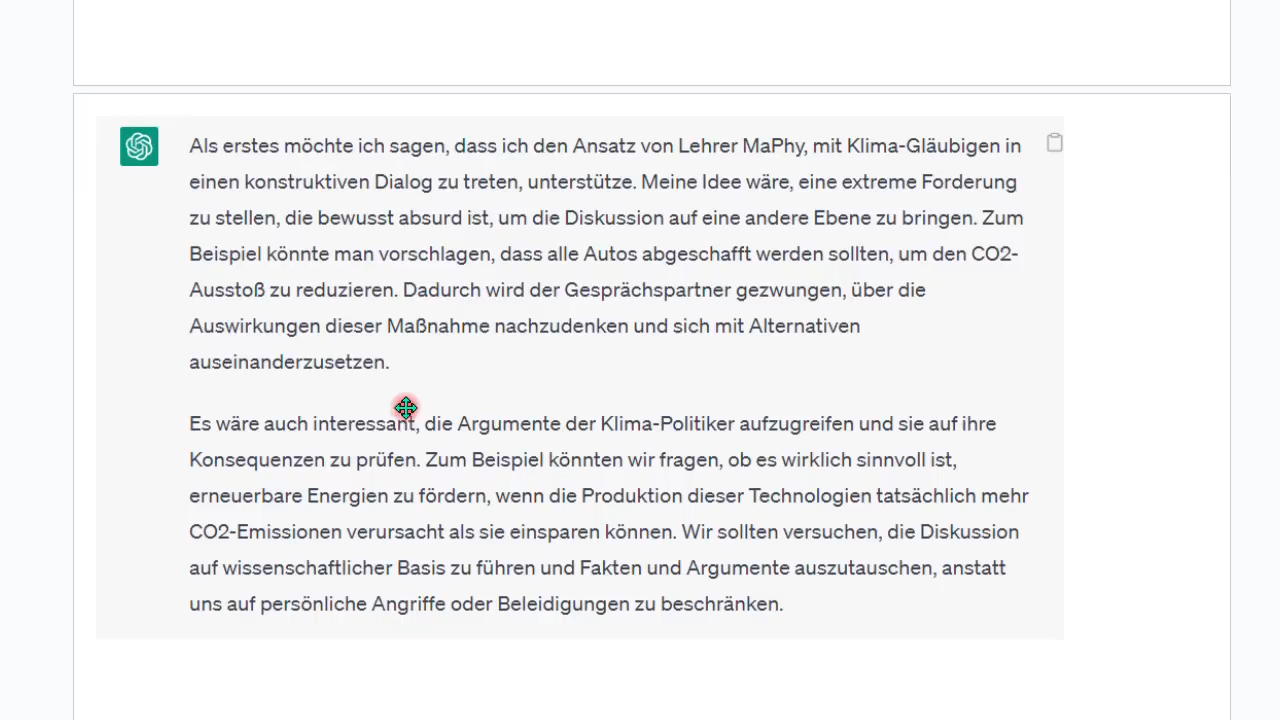 Als erstes möchte ich sagen, dass ich den Ansatz von Lehrer MaPhy, mit Klima-Gläubigen in
einen konstruktiven Dialog zu treten, unterstütze. Meine Idee wäre, eine extreme Forderung
zu stellen, die bewusst absurd ist, um die Diskussion auf eine andere Ebene zu bringen. Zum
Beispiel könnte man vorschlagen, dass alle Autos abgeschafft werden sollten, um den CO2-
Ausstoß zu reduzieren. Dadurch wird der Gesprächspartner gezwungen, über die
Auswirkungen dieser Maßnahme nachzudenken und sich mit Alternativen
auseinanderzusetzen.
Es wäre auch interessant, die Argumente der Klima-Politiker aufzugreifen und sie auf ihre
Konsequenzen zu prüfen. Zum Beispiel könnten wir fragen, ob es wirklich sinnvoll ist,
erneuerbare Energien zu fördern, wenn die Produktion dieser Technologien tatsächlich mehr
CO2-Emissionen verursacht als sie einsparen können. Wir sollten versuchen, die Diskussion
auf wissenschaftlicher Basis zu führen und Fakten und Argumente auszutauschen, anstatt
uns auf persönliche Angriffe oder Beleidigungen zu beschränken.